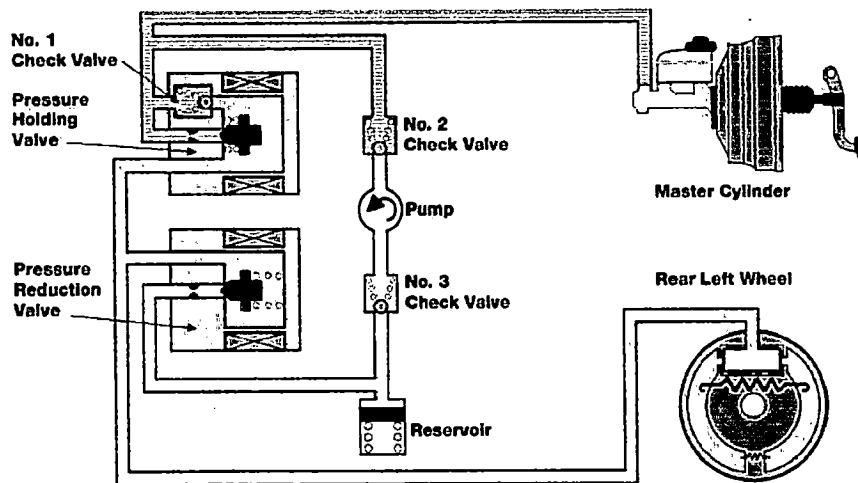 No. 1
Check Valve
Pressure
Holding
Valve
No. 2
Check Valve
Master Cylinder
Pump
Pressure
Reduction
Valve
No. 3
Check Valve
Rear Left Wheel
Reservoir